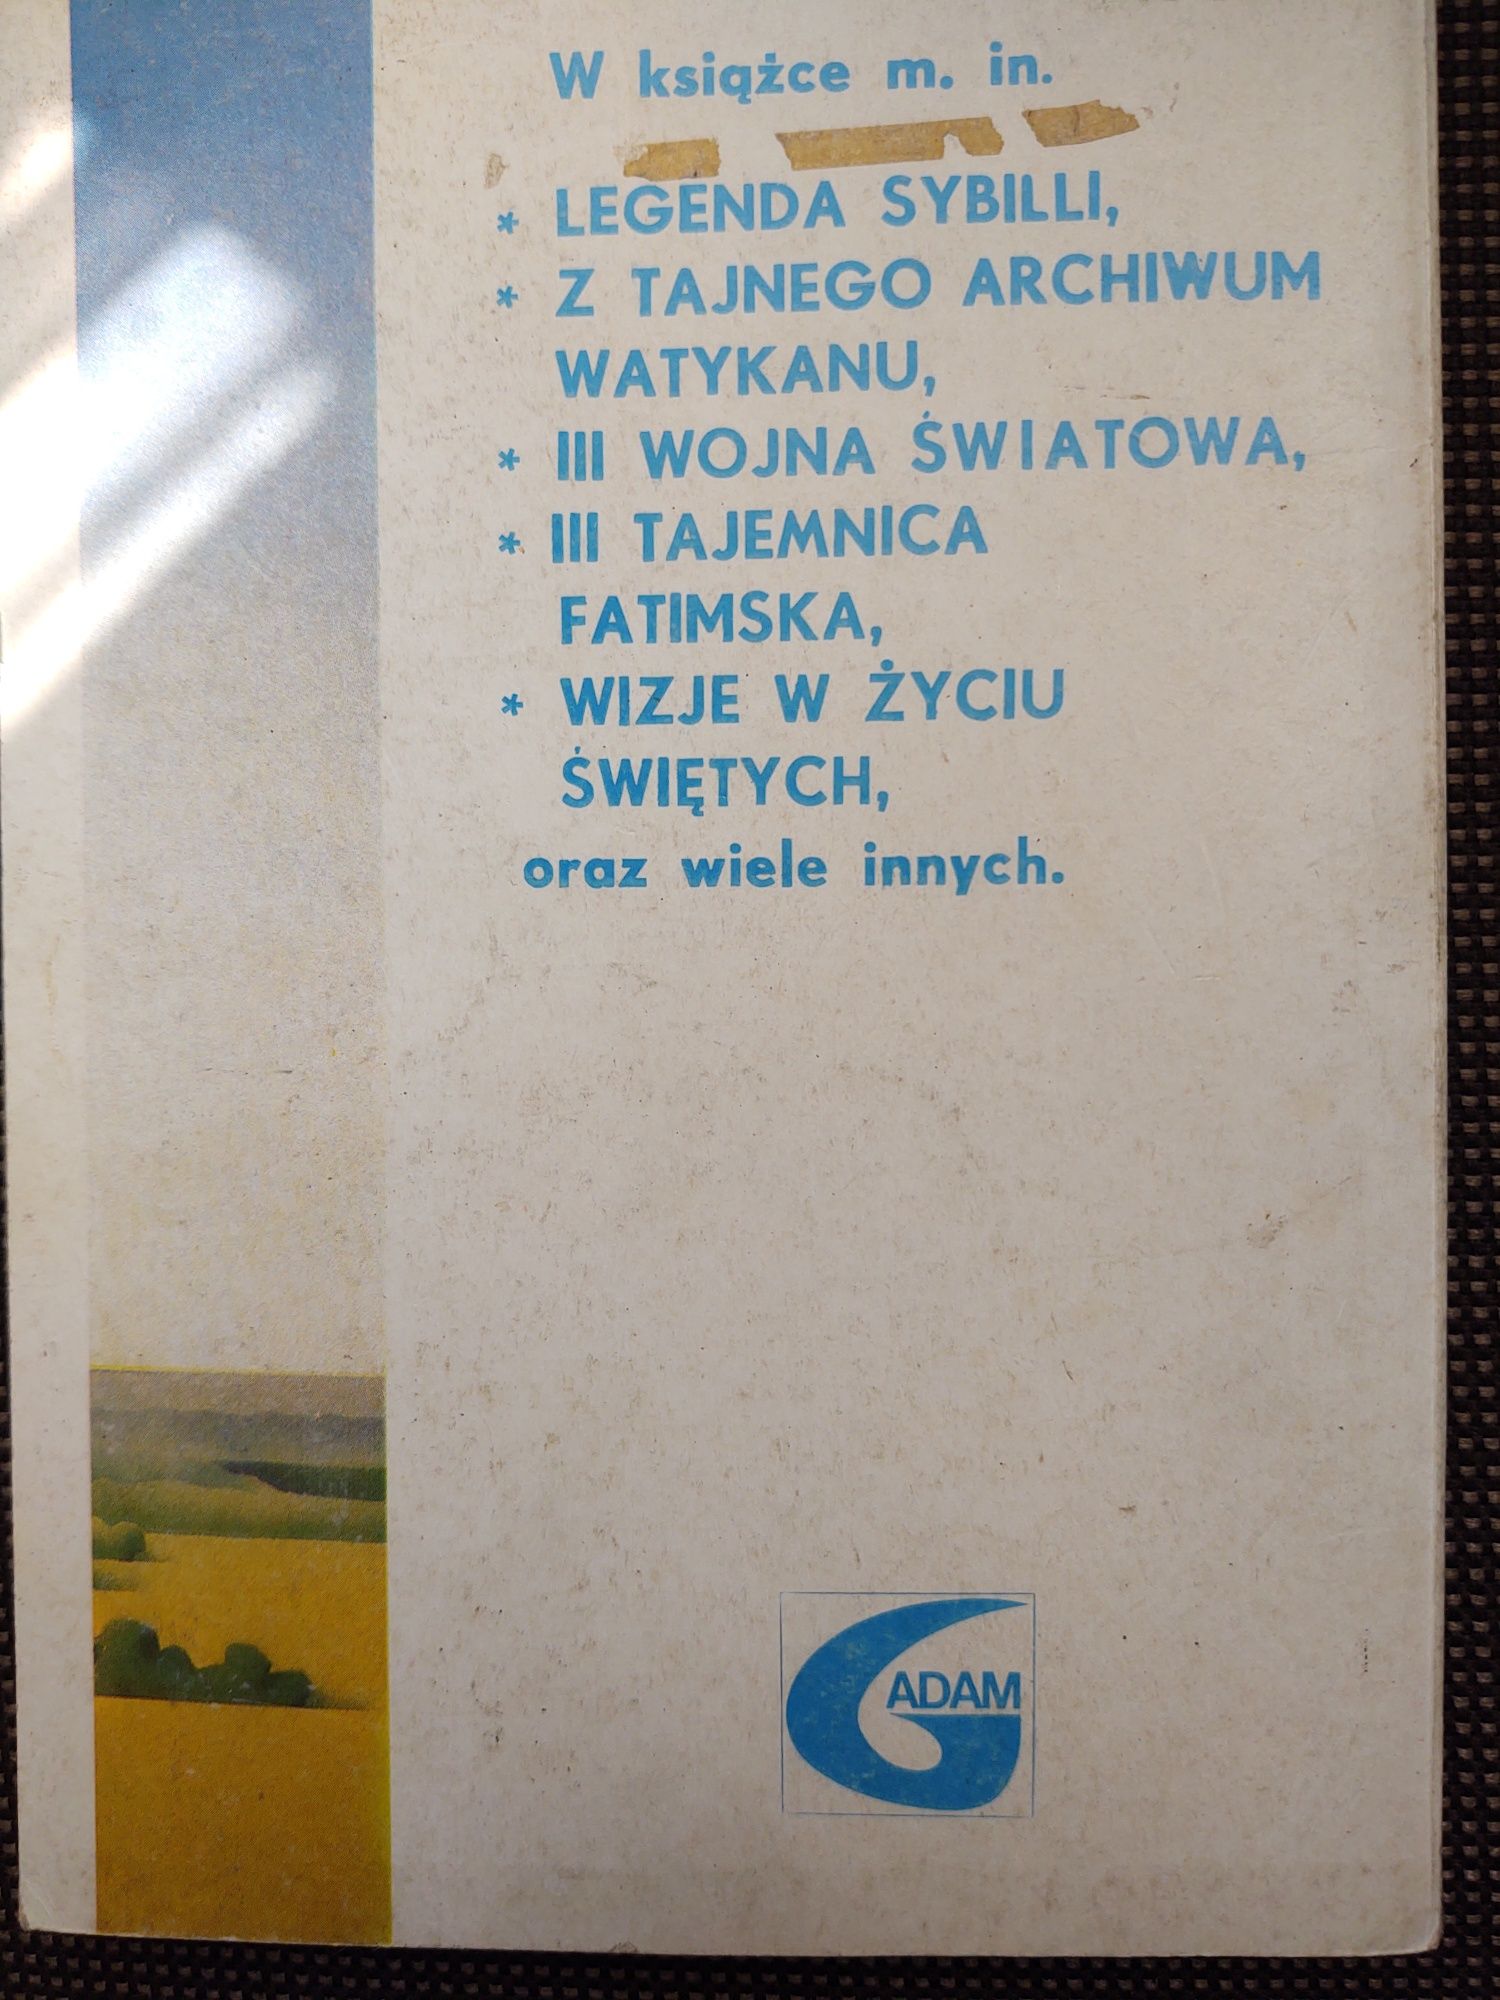 W książce m. in.
* LEGENDA SYBILLI,
* Z TAJNEGO ARCHIWUM
WATYKANU,
* III WOJNA ŚWIATOWA,
* III TAJEMNICA
FATIMSKA,
* WIZJE W ŻYCIU
ŚWIĘTYCH,
oraz wiele innych.
ADAM